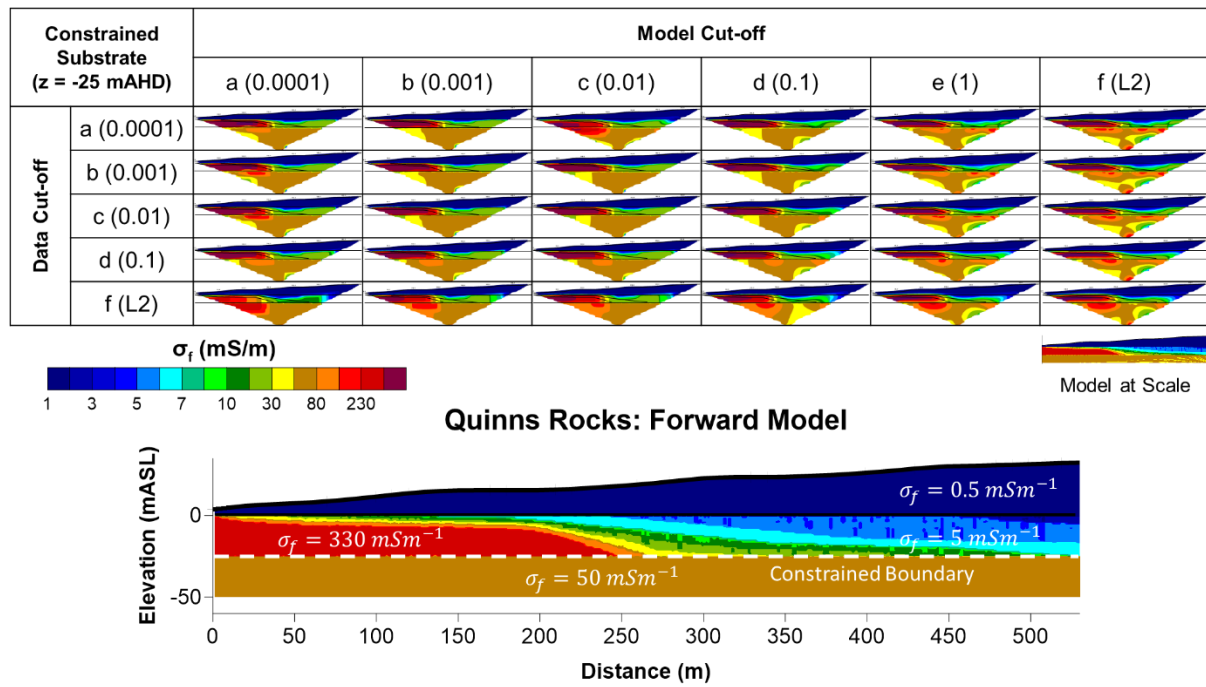 Constrained
Substrate
(z = -25 mAHD)
Model Cut-off
a (0.0001)
b (0.001)
c (0.01)
d (0.1)
e (1)
f (L2)
Data Cut-off
a (0.0001)
b (0.001)
c (0.01)
d (0.1)
f (L2)
σf (mS/m)
1 3 5 7 10 30 80 230
Model at Scale
Quinns Rocks: Forward Model
Elevation (mASL)
0
-50
σf = 0.5 mSm⁻¹
σf = 330 mSm⁻¹
σf = 5 mSm⁻¹
σf = 50 mSm⁻¹
Constrained Boundary
0 50 100 150 200 250 300 350 400 450 500
Distance (m)